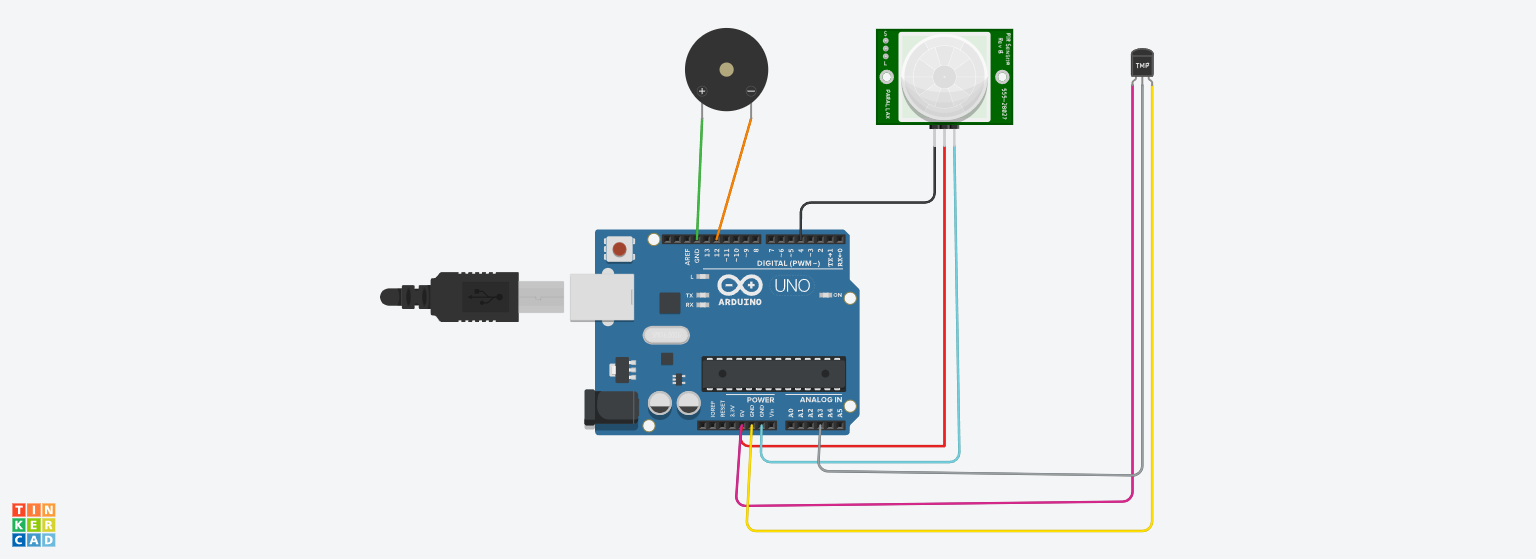 +
−
S
L
PIR Sensor
Rev B
PARALLAX
555-28027
TMP
AREF
GND
13
12
~11
~10
~9
8
7
~6
~5
4
~3
2
TX→1
RX←0
DIGITAL (PWM~)
L
TX
RX
ARDUINO
UNO
ON
POWER
ANALOG IN
IOREF
RESET
3.3V
5V
GND
GND
Vin
A0
A1
A2
A3
A4
A5
TIN
KER
CAD